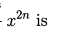 x^{2n} is